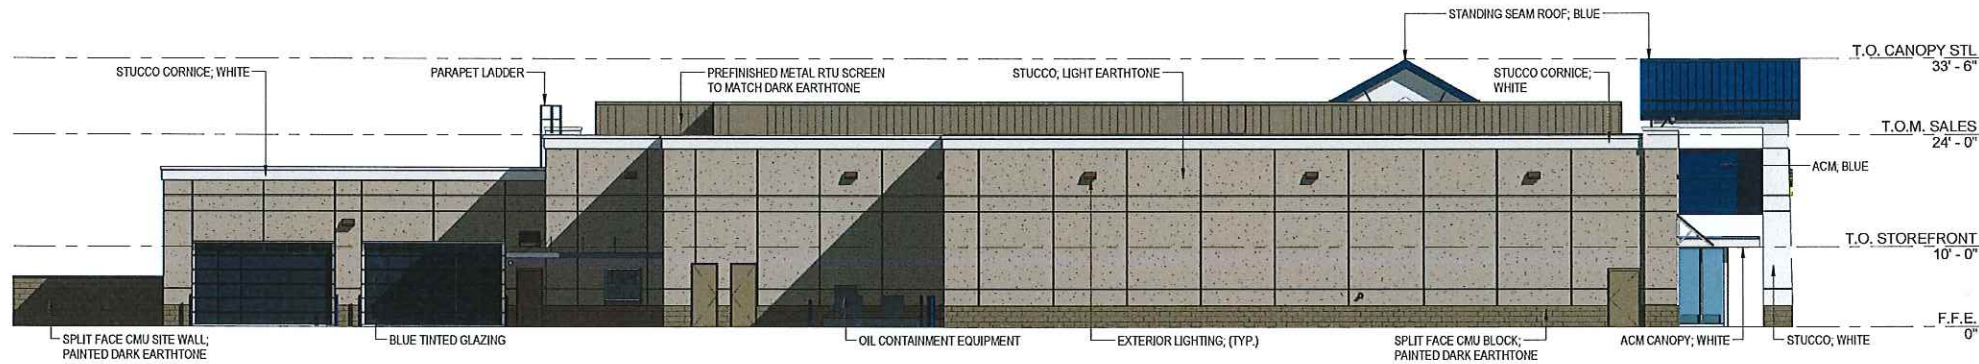 STANDING SEAM ROOF; BLUE
T.O. CANOPY STL
33' - 6"
STUCCO CORNICE; WHITE
PARAPET LADDER
PREFINISHED METAL RTU SCREEN
TO MATCH DARK EARTHTONE
STUCCO; LIGHT EARTHTONE
STUCCO CORNICE;
WHITE
T.O.M. SALES
24' - 0"
ACM; BLUE
T.O. STOREFRONT
10' - 0"
F.F.E.
0"
SPLIT FACE CMU SITE WALL;
PAINTED DARK EARTHTONE
BLUE TINTED GLAZING
OIL CONTAINMENT EQUIPMENT
EXTERIOR LIGHTING; (TYP.)
SPLIT FACE CMU BLOCK;
PAINTED DARK EARTHTONE
ACM CANOPY; WHITE
STUCCO; WHITE